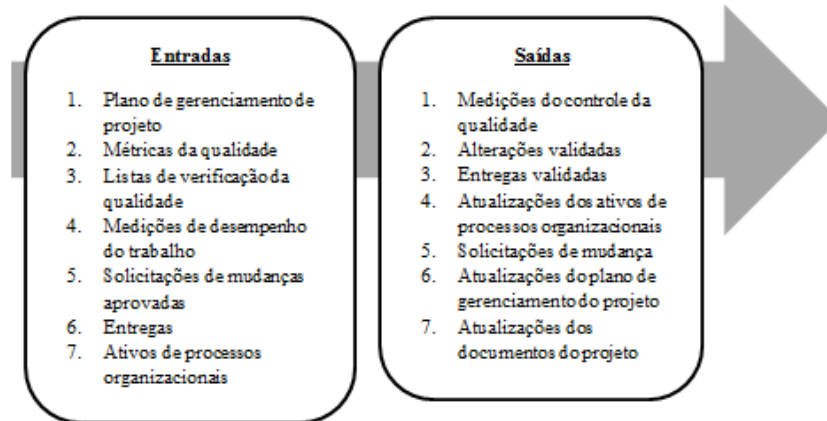 Entradas
1. Plano de gerenciamento de
projeto
2. Métricas da qualidade
3. Listas de verificação da
qualidade
4. Medições de desempenho
do trabalho
5. Solicitações de mudanças
aprovadas
6. Entregas
7. Ativos de processos
organizacionais
Saídas
1. Medições do controle da
qualidade
2. Alterações validadas
3. Entregas validadas
4. Atualizações dos ativos de
processos organizacionais
5. Solicitações de mudança
6. Atualizações do plano de
gerenciamento do projeto
7. Atualizações dos
documentos do projeto